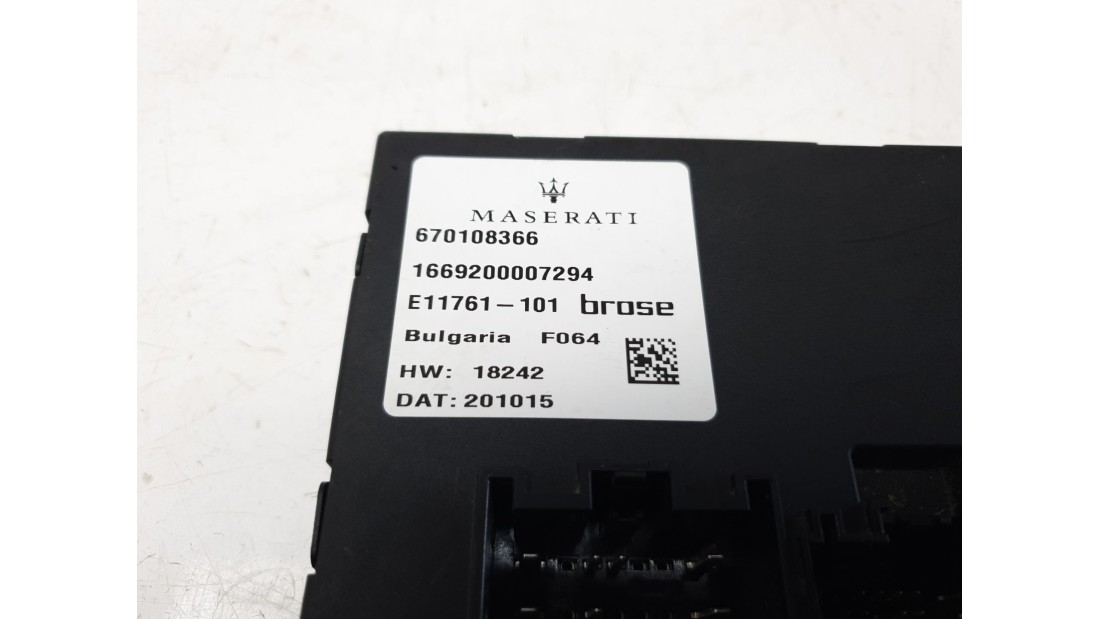 MASERATI
670108366
1669200007294
E11761-101 brose
Bulgaria F064
HW: 18242
DAT: 201015